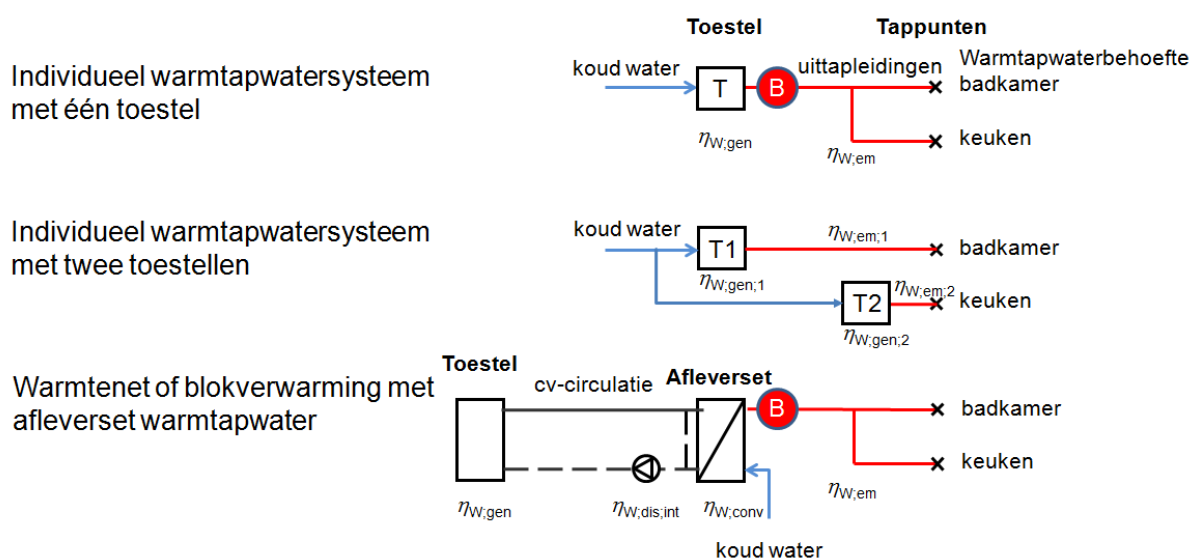 Toestel
Tappunten
Individueel warmtapwatersysteem
met één toestel
koud water
T
B
uittapleidingen
Warmtapwaterbehoefte
badkamer
keuken
ηW;gen
ηW;em
Individueel warmtapwatersysteem
met twee toestellen
koud water
T1
ηW;em;1
badkamer
ηW;gen;1
T2
ηW;em;2
keuken
ηW;gen;2
Warmtenet of blokverwarming met
afleverset warmtapwater
Toestel
cv-circulatie
Afleverset
B
badkamer
keuken
ηW;gen
ηW;dis;int
ηW;conv
ηW;em
koud water